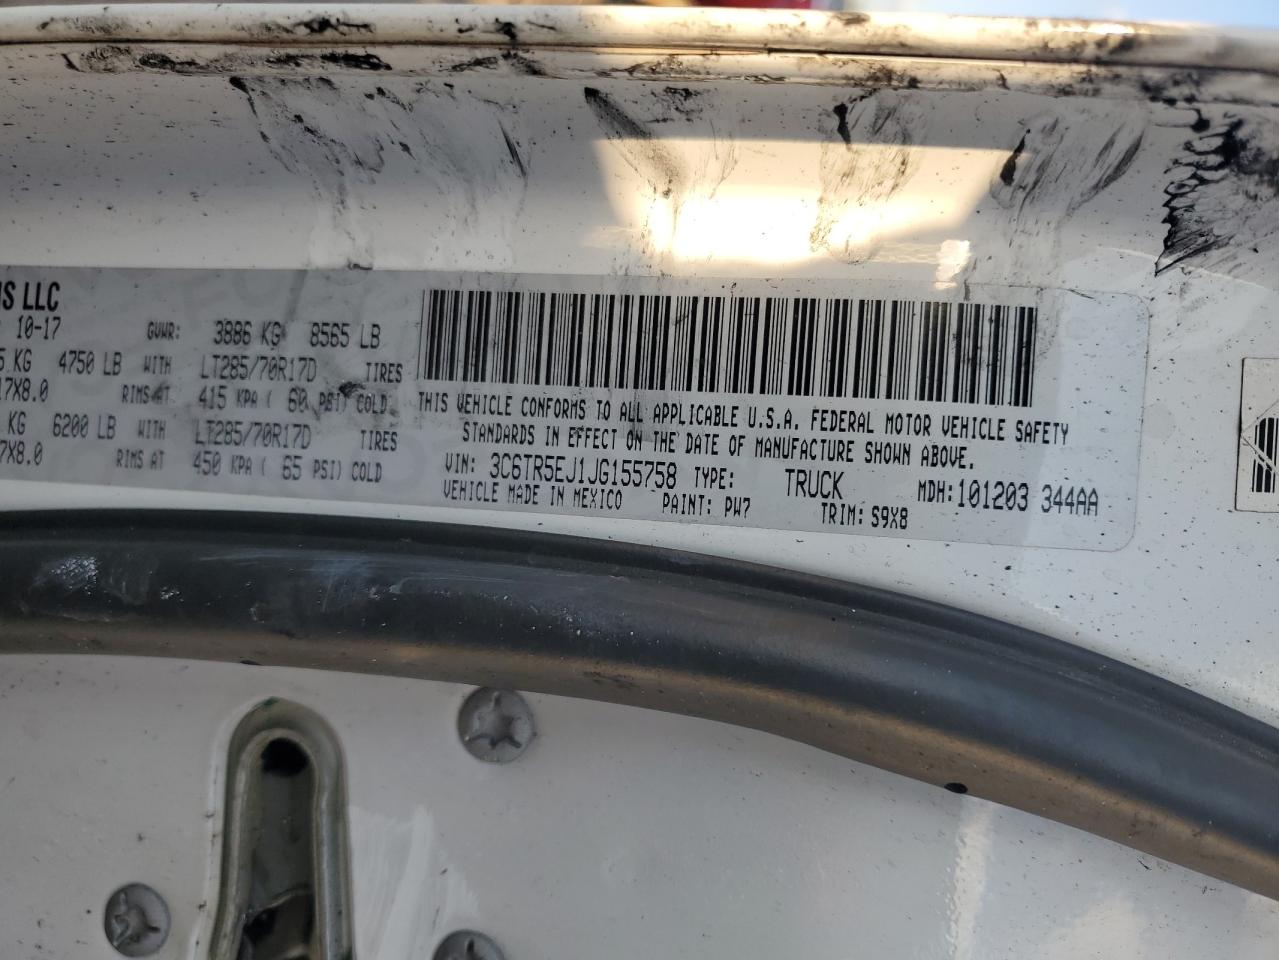 NS LLC
10-17 GVWR: 3886 KG 8565 LB
5 KG 4750 LB WITH LT285/70R17D TIRES
17X8.0 RIMS AT 415 KPA ( 60 PSI) COLD
KG 6200 LB WITH LT285/70R17D TIRES
7X8.0 RIMS AT 450 KPA ( 65 PSI) COLD
THIS VEHICLE CONFORMS TO ALL APPLICABLE U.S.A. FEDERAL MOTOR VEHICLE SAFETY
STANDARDS IN EFFECT ON THE DATE OF MANUFACTURE SHOWN ABOVE.
VIN: 3C6TR5EJ1JG155758 TYPE: TRUCK MDH:101203 344AA
VEHICLE MADE IN MEXICO PAINT: PW7 TRIM: S9X8